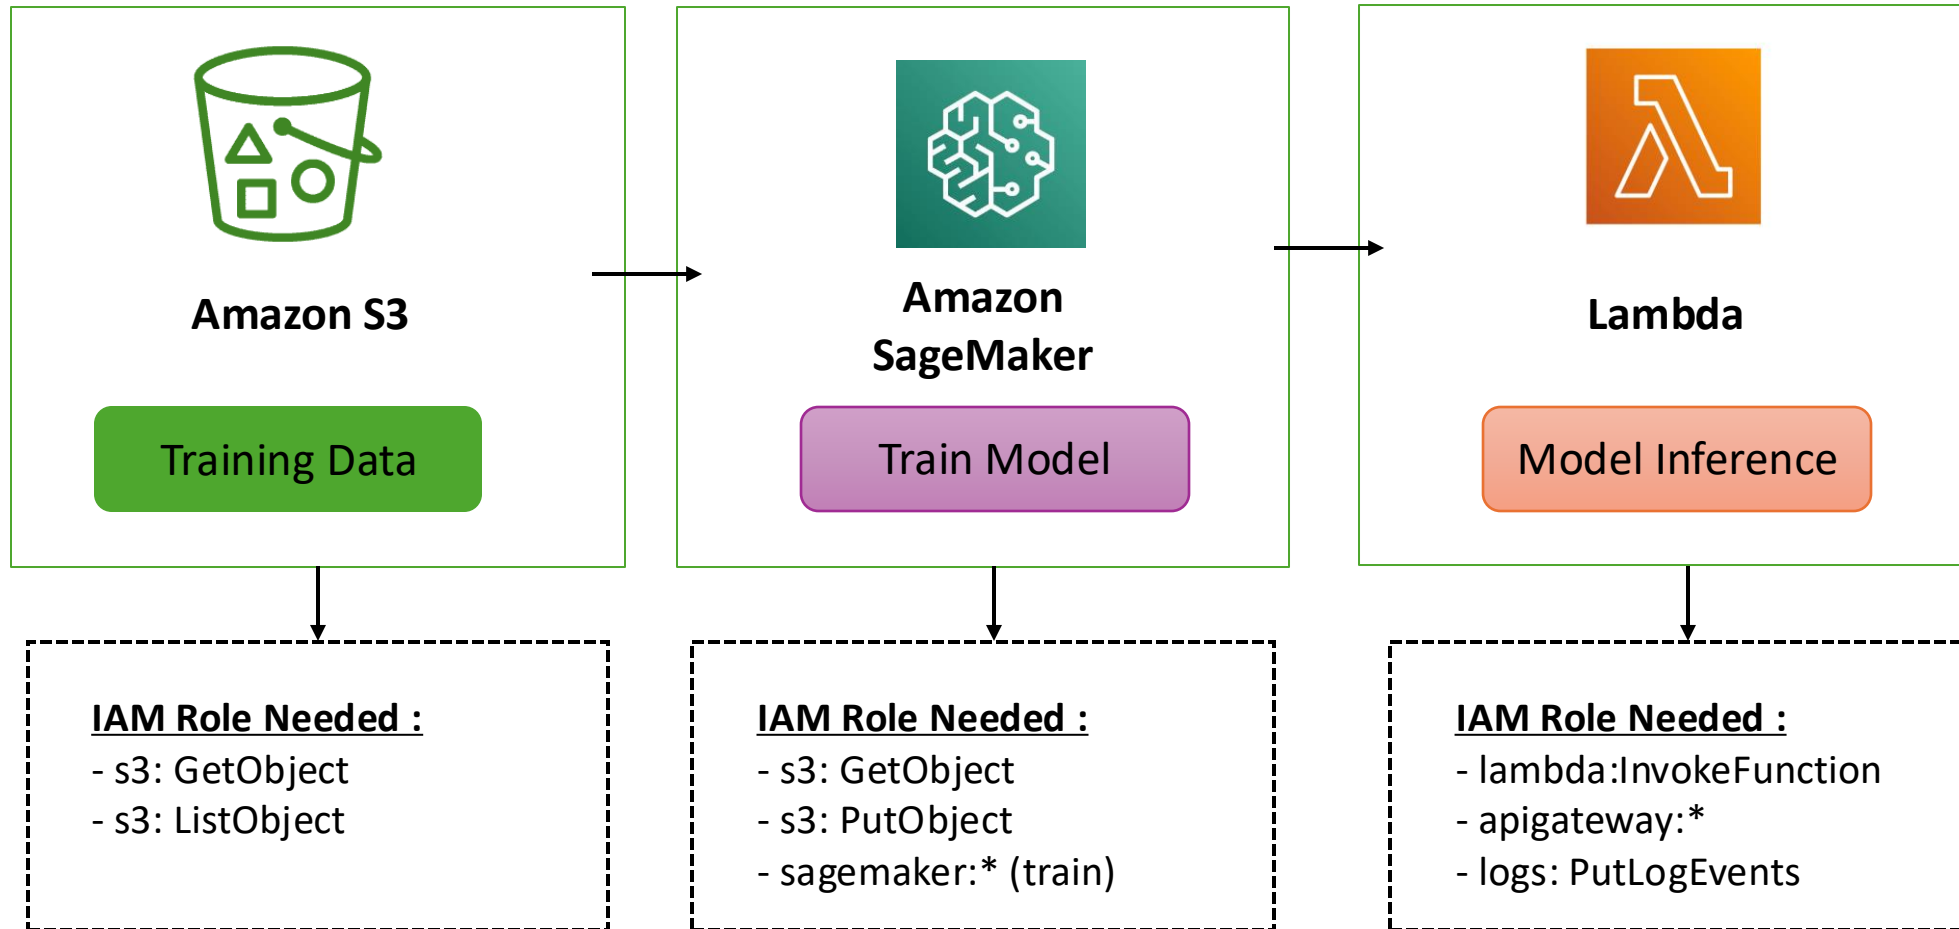 Amazon S3
Training Data
Amazon
SageMaker
Train Model
Lambda
Model Inference
IAM Role Needed :
- s3: GetObject
- s3: ListObject
IAM Role Needed :
- s3: GetObject
- s3: PutObject
- sagemaker:* (train)
IAM Role Needed :
- lambda:InvokeFunction
- apigateway:*
- logs: PutLogEvents